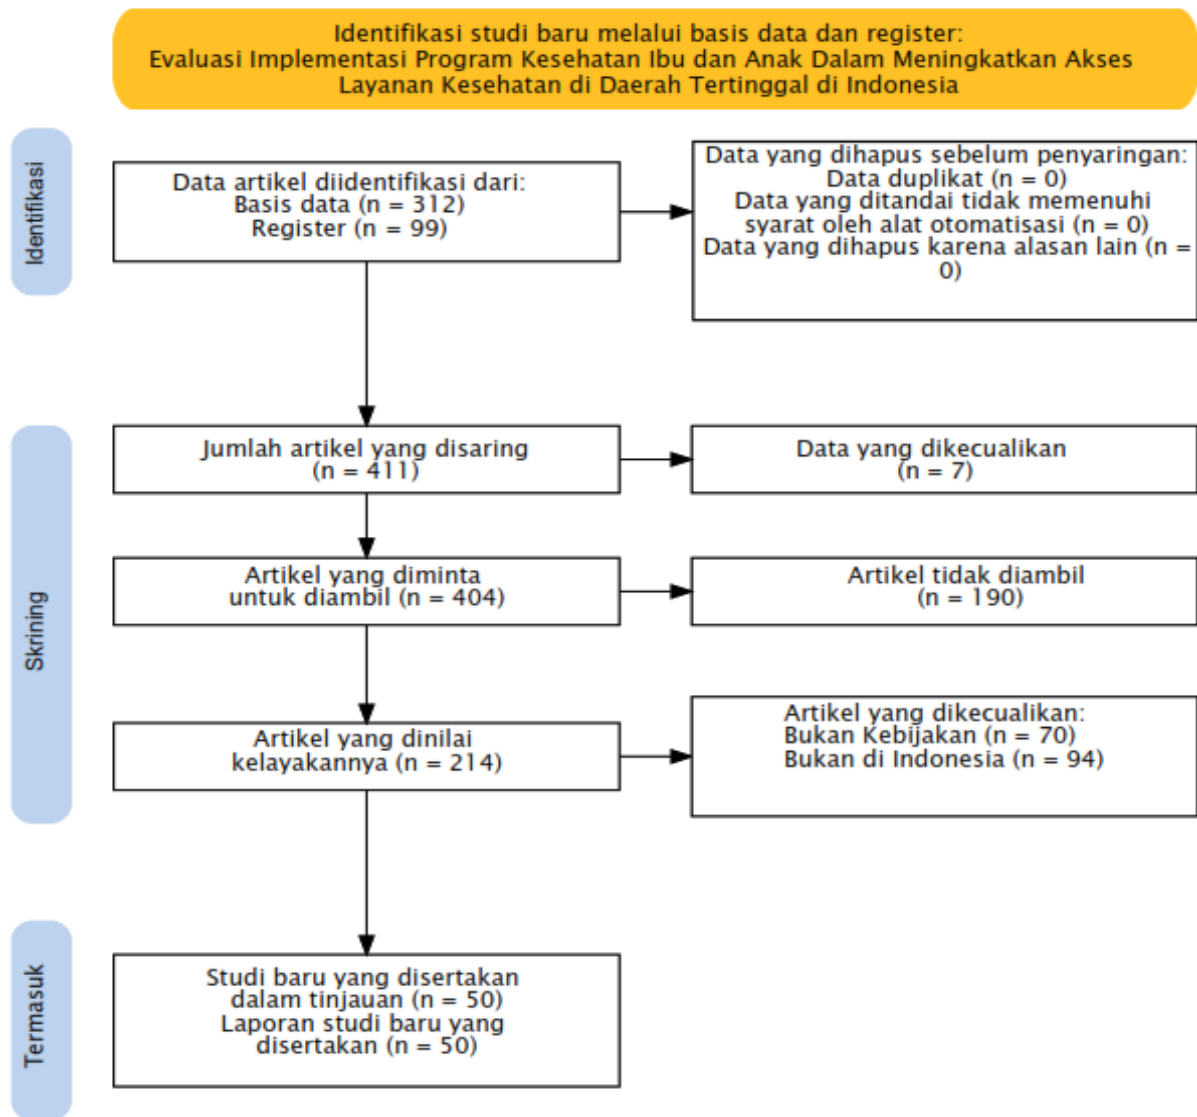 Identifikasi studi baru melalui basis data dan register:
Evaluasi Implementasi Program Kesehatan Ibu dan Anak Dalam Meningkatkan Akses
Layanan Kesehatan di Daerah Tertinggal di Indonesia
Identifikasi
Data artikel diidentifikasi dari:
Basis data (n = 312)
Register (n = 99)
Data yang dihapus sebelum penyaringan:
Data duplikat (n = 0)
Data yang ditandai tidak memenuhi
syarat oleh alat otomatisasi (n = 0)
Data yang dihapus karena alasan lain (n =
0)
Skrining
Jumlah artikel yang disaring
(n = 411)
Data yang dikecualikan
(n = 7)
Artikel yang diminta
untuk diambil (n = 404)
Artikel tidak diambil
(n = 190)
Artikel yang dinilai
kelayakannya (n = 214)
Artikel yang dikecualikan:
Bukan Kebijakan (n = 70)
Bukan di Indonesia (n = 94)
Termasuk
Studi baru yang disertakan
dalam tinjauan (n = 50)
Laporan studi baru yang
disertakan (n = 50)